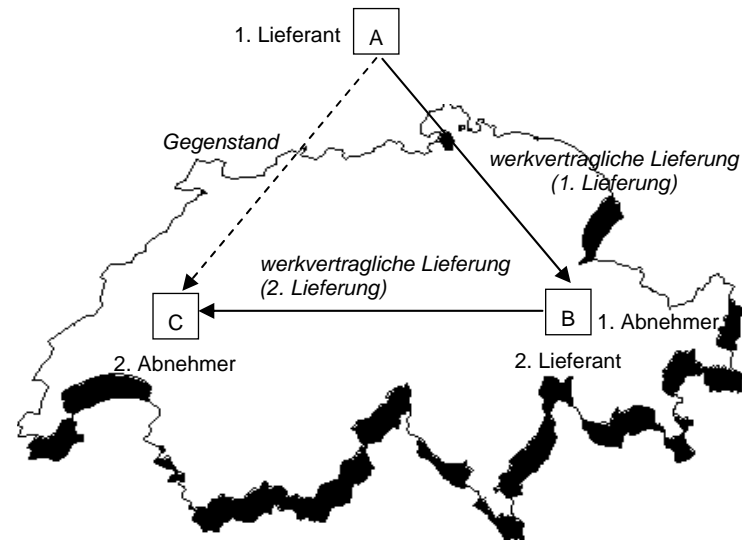 1. Lieferant
A
Gegenstand
werkvertragliche Lieferung
(1. Lieferung)
werkvertragliche Lieferung
(2. Lieferung)
C
B
1. Abnehmer
2. Abnehmer
2. Lieferant